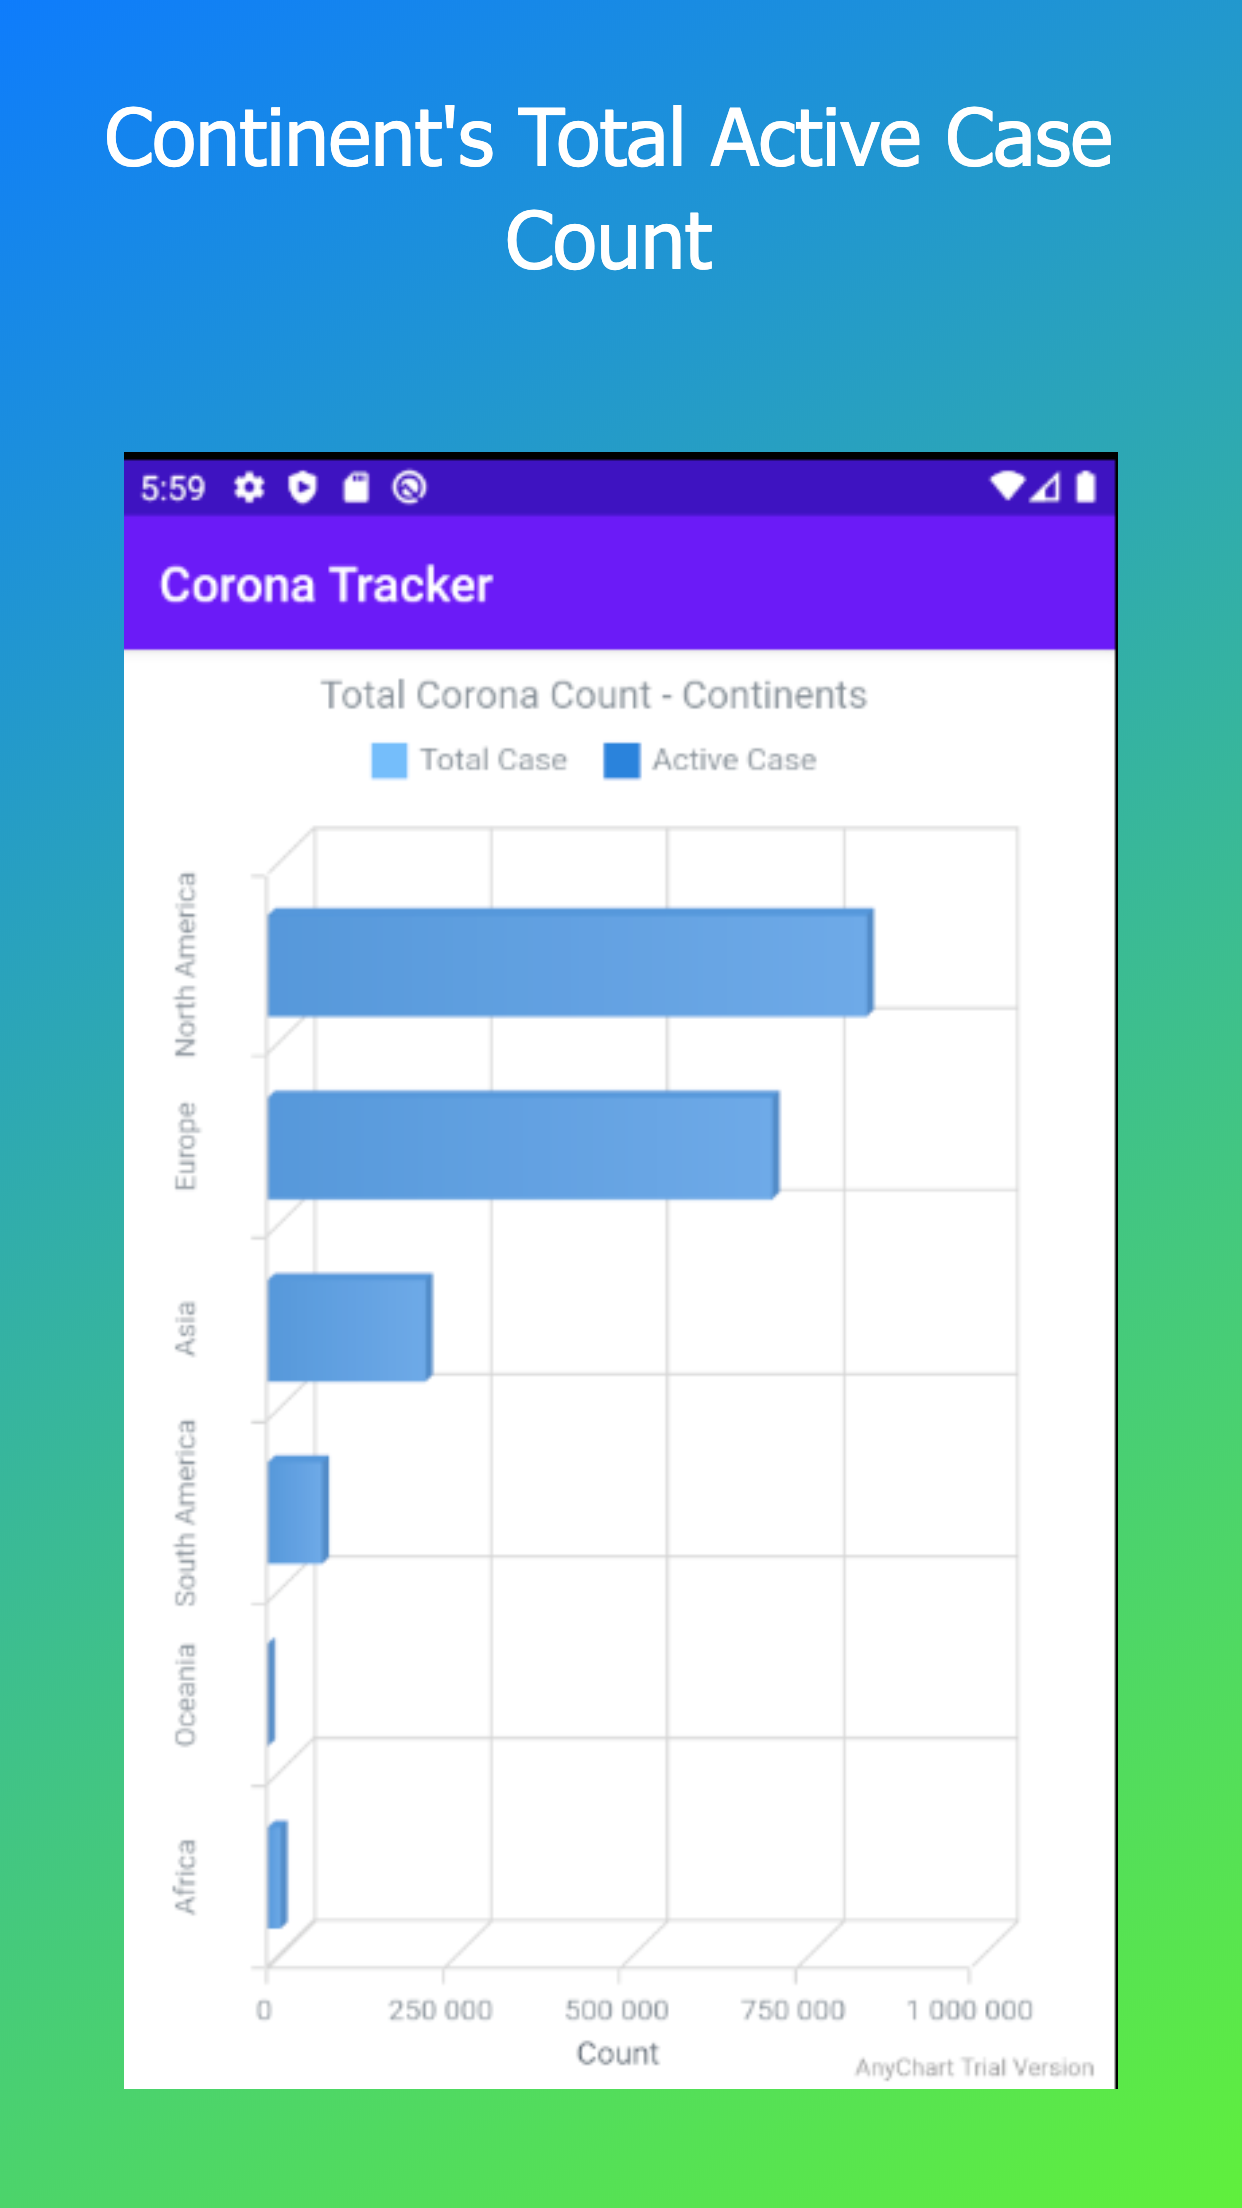 Continent's Total Active Case
Count
5:59
Corona Tracker
Total Corona Count - Continents
Total Case Active Case
North America
Europe
Asia
South America
Oceania
Africa
0 250 000 500 000 750 000 1 000 000
Count
AnyChart Trial Version